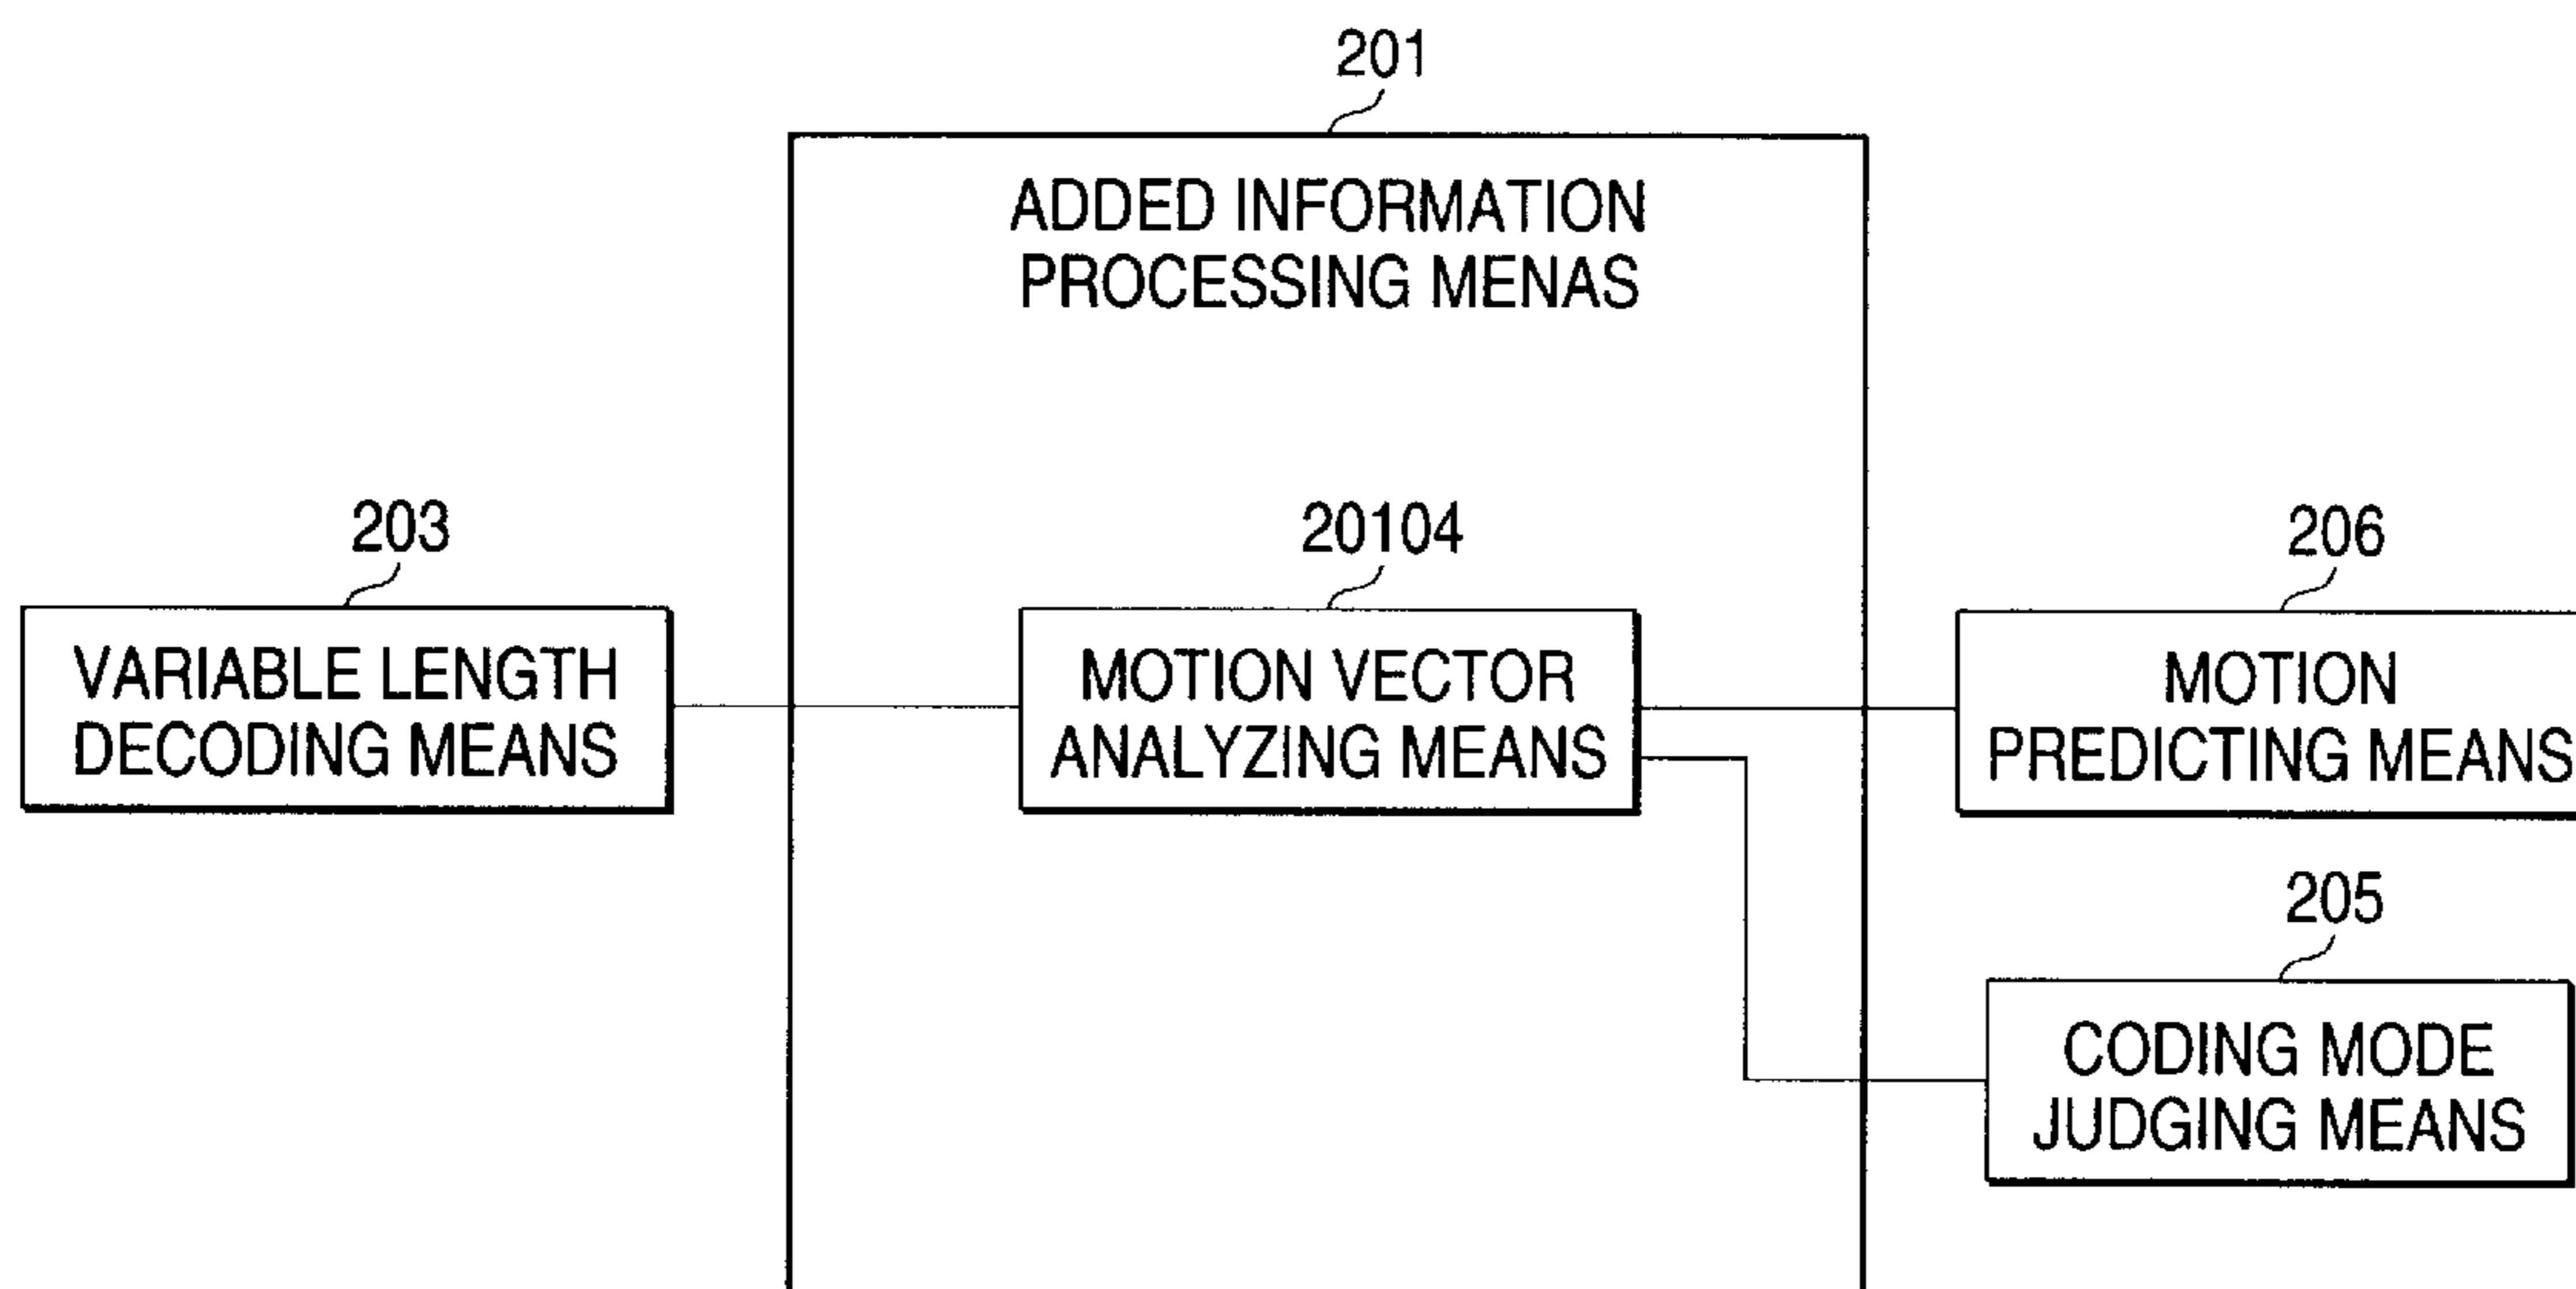 201
ADDED INFORMATION
PROCESSING MENAS
203
VARIABLE LENGTH
DECODING MEANS
20104
MOTION VECTOR
ANALYZING MEANS
206
MOTION
PREDICTING MEANS
205
CODING MODE
JUDGING MEANS